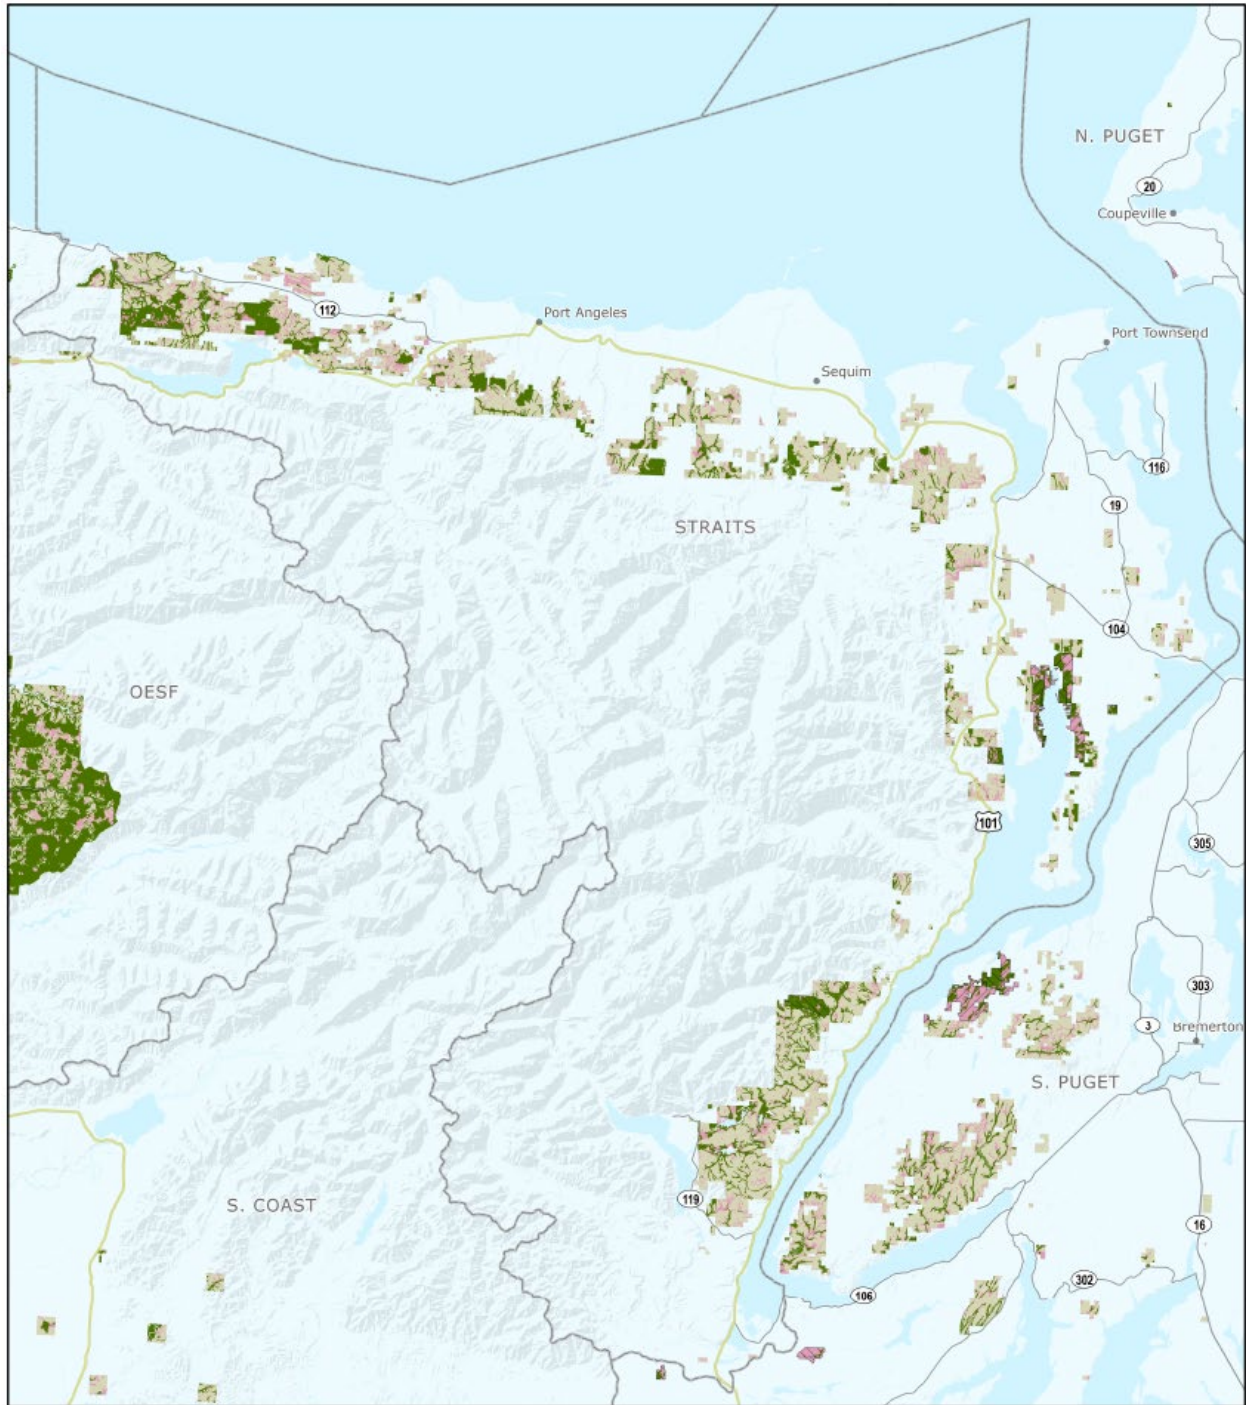 N. PUGET
20
Coupeville
112
Port Angeles
Port Townsend
Sequim
116
19
STRAITS
104
OESF
101
305
303
3
Bremerton
S. PUGET
119
S. COAST
16
302
106